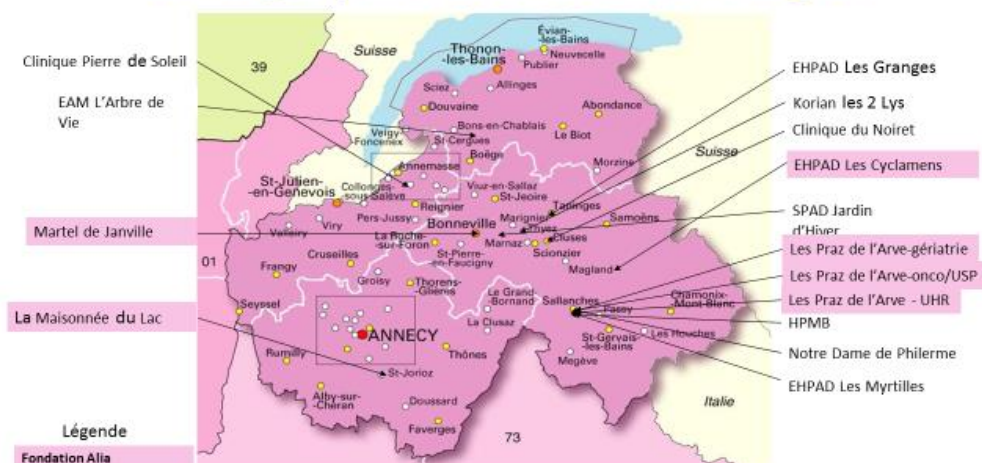 Clinique Pierre de Soleil
EAM L'Arbre de
Vie
Martel de Janville
La Maisonnée du Lac
Légende
Fondation Alia
39
01
73
Suisse
Suisse
Italie
Évian-
les-Bains
Thonon-
les-Bains
Neuvecelle
Publier
Sciez
Allinges
Douvaine
Abondance
Veigy-
Foncenex
Bons-en-Chablais
Le Biot
St-Cergues
Annemasse
Boëge
Morzine
St-Julien-
en-Genevois
Collonges-
sous-Salève
Viuz-en-Sallaz
St-Jeoire
Taninges
Reignier
Viry
Valleiry
Pers-Jussy
Bonneville
Marignier
Thyez
Samoëns
La Roche-
sur-Foron
Marnaz
Cluses
Scionzier
Cruseilles
St-Pierre-
en-Faucigny
Magland
Frangy
Groisy
Thorens-
Glières
Seyssel
Le Grand-
Bornand
Sallanches
Chamonix-
Mont-Blanc
Passy
La Clusaz
ANNECY
St-Gervais-
les-Bains
Les Houches
Rumilly
Thônes
Megève
St-Jorioz
Alby-sur-
Chéran
Doussard
Faverges
EHPAD Les Granges
Korian les 2 Lys
Clinique du Noiret
EHPAD Les Cyclamens
SPAD Jardin
d'Hiver
Les Praz de l'Arve-gériatrie
Les Praz de l'Arve-onco/USP
Les Praz de l'Arve - UHR
HPMB
Notre Dame de Philerme
EHPAD Les Myrtilles